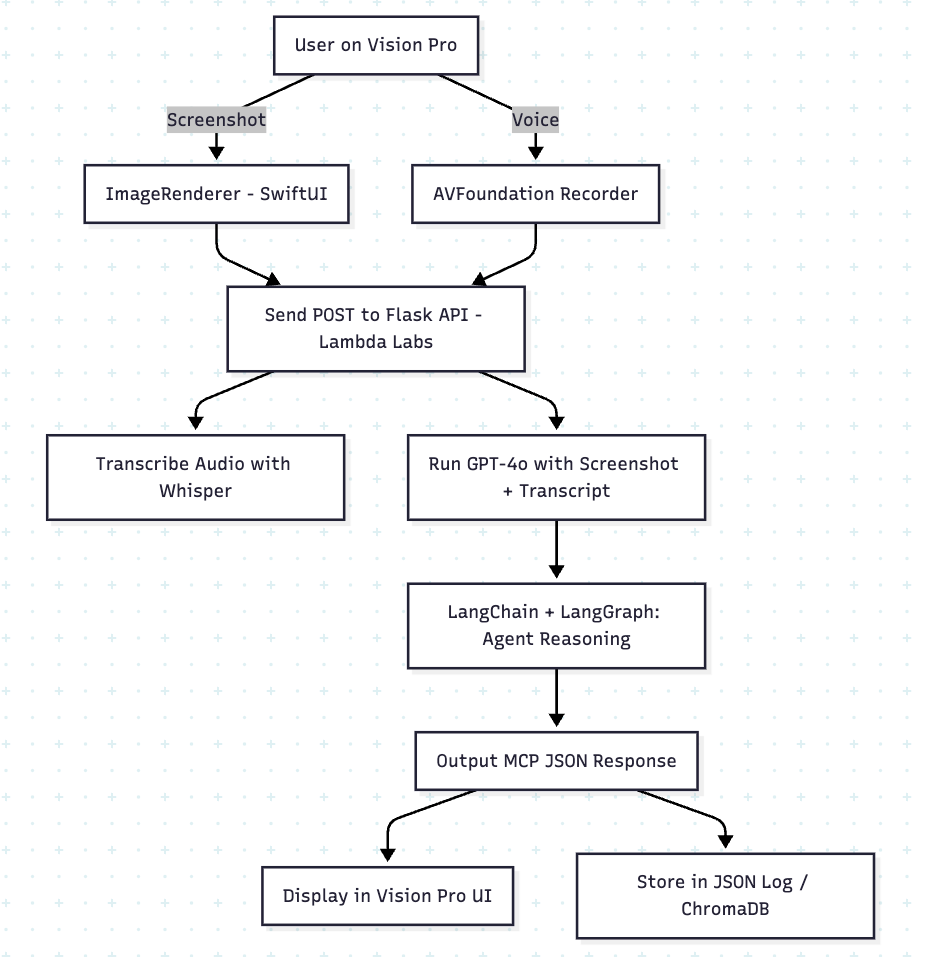 User on Vision Pro
Screenshot
Voice
ImageRenderer - SwiftUI
AVFoundation Recorder
Send POST to Flask API -
Lambda Labs
Transcribe Audio with
Whisper
Run GPT-4o with Screenshot
+ Transcript
LangChain + LangGraph:
Agent Reasoning
Output MCP JSON Response
Display in Vision Pro UI
Store in JSON Log /
ChromaDB